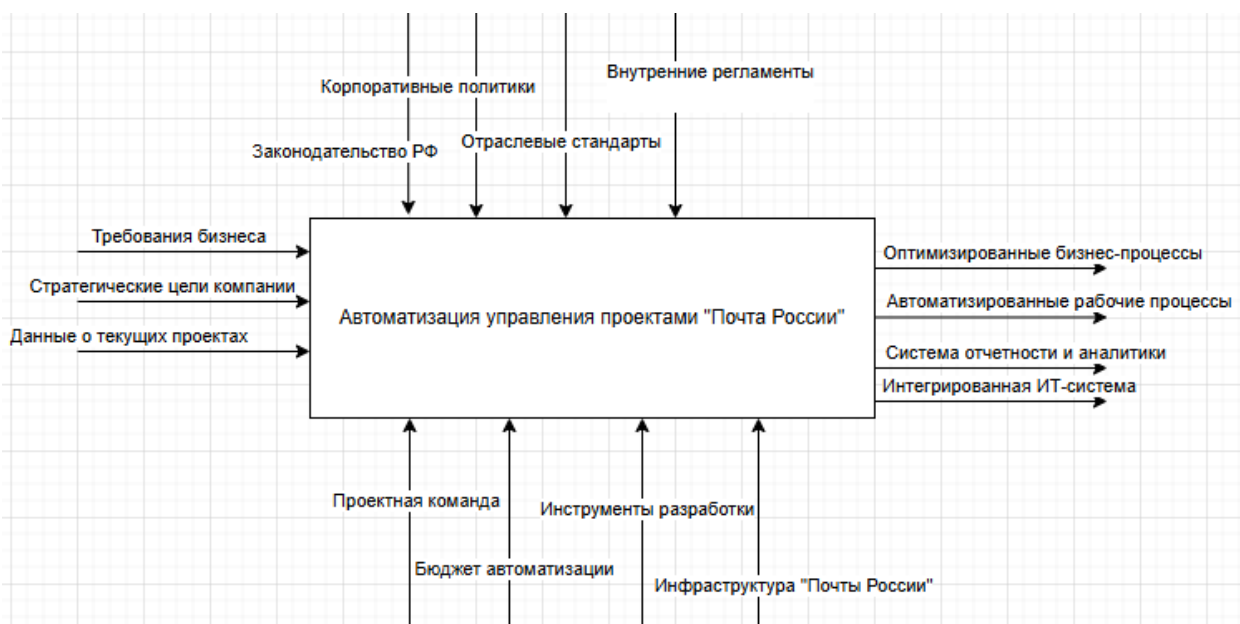 Внутренние регламенты
Корпоративные политики
Отраслевые стандарты
Законодательство РФ
Требования бизнеса
Стратегические цели компании
Данные о текущих проектах
Автоматизация управления проектами "Почта России"
Оптимизированные бизнес-процессы
Автоматизированные рабочие процессы
Система отчетности и аналитики
Интегрированная ИТ-система
Проектная команда
Инструменты разработки
Бюджет автоматизации
Инфраструктура "Почты России"